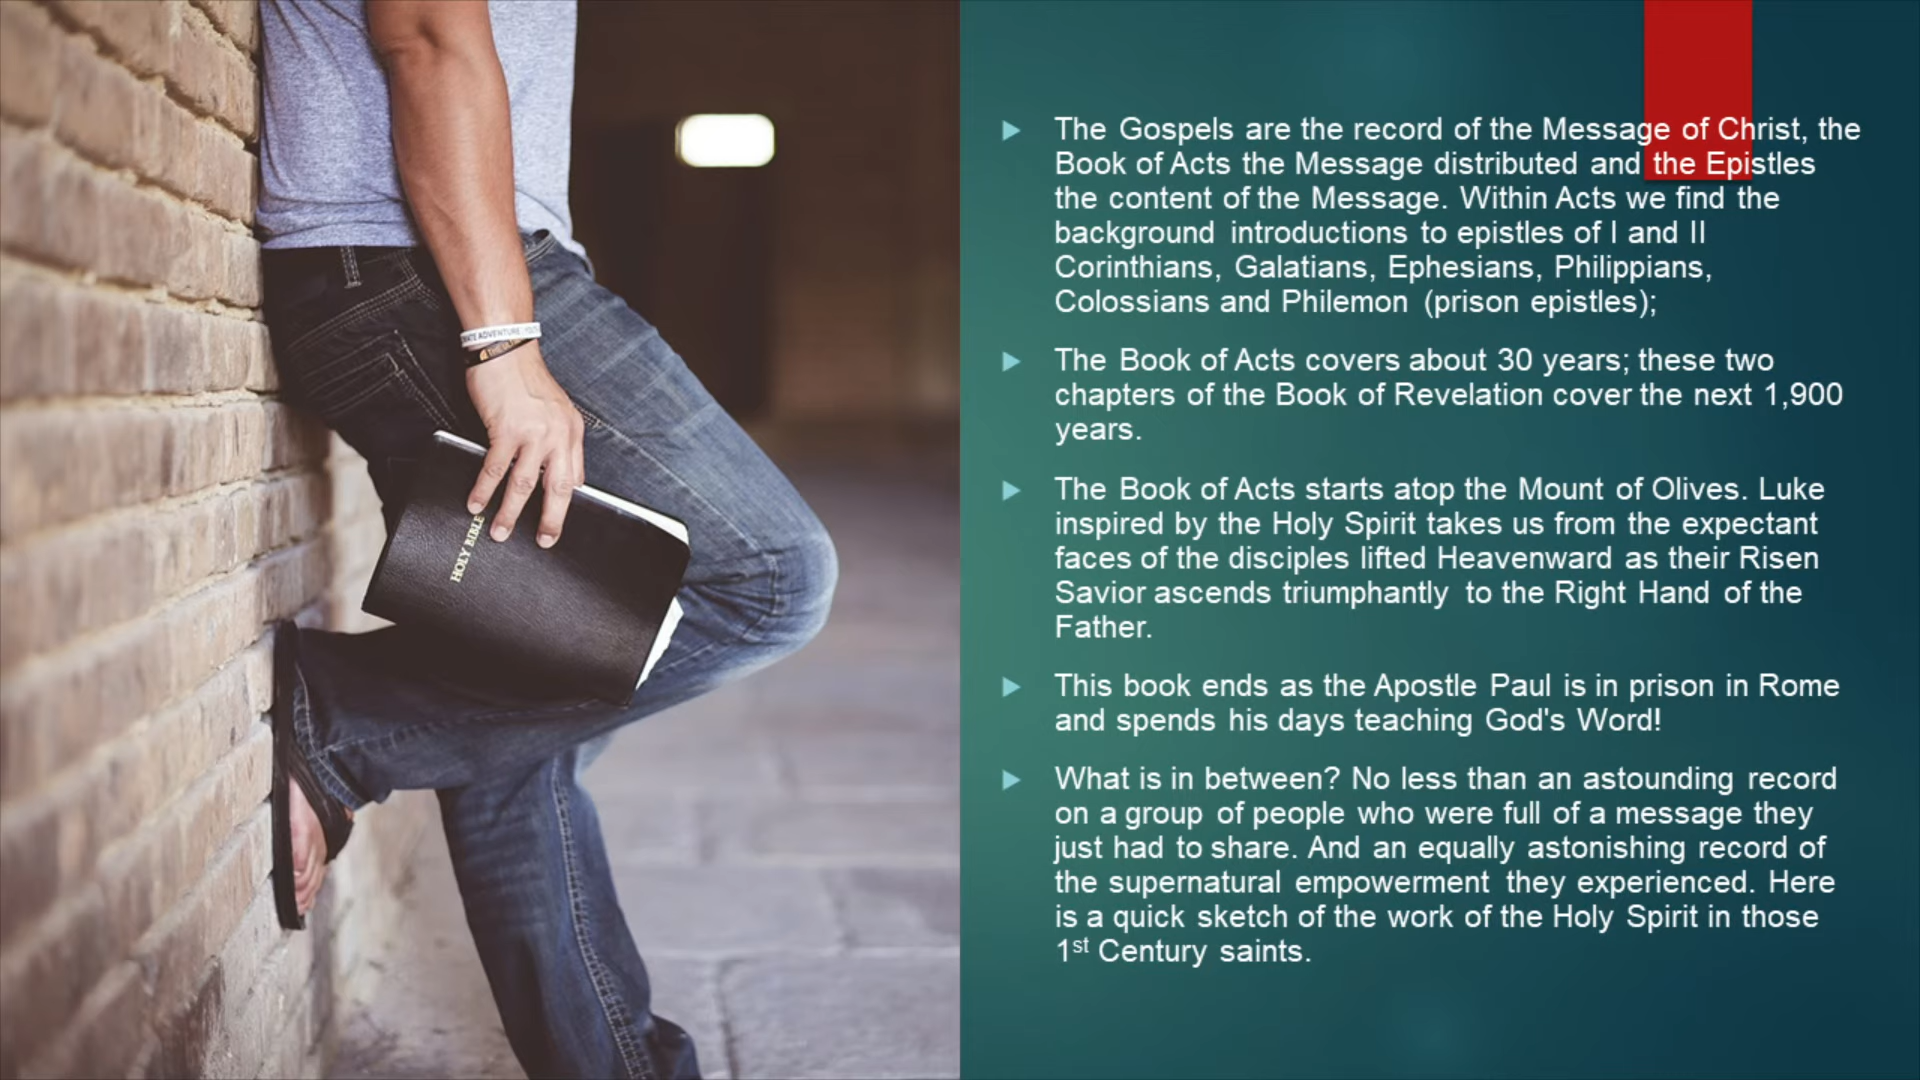 The Gospels are the record of the Message of Christ, the
Book of Acts the Message distributed and the Epistles
the content of the Message. Within Acts we find the
background introductions to epistles of I and II
Corinthians, Galatians, Ephesians, Philippians,
Colossians and Philemon (prison epistles);
The Book of Acts covers about 30 years; these two
chapters of the Book of Revelation cover the next 1,900
years.
The Book of Acts starts atop the Mount of Olives. Luke
inspired by the Holy Spirit takes us from the expectant
faces of the disciples lifted Heavenward as their Risen
Savior ascends triumphantly to the Right Hand of the
Father.
This book ends as the Apostle Paul is in prison in Rome
and spends his days teaching God's Word!
What is in between? No less than an astounding record
on a group of people who were full of a message they
just had to share. And an equally astonishing record of
the supernatural empowerment they experienced. Here
is a quick sketch of the work of the Holy Spirit in those
1st Century saints.
ADVENTURE
HOLY BIBLE